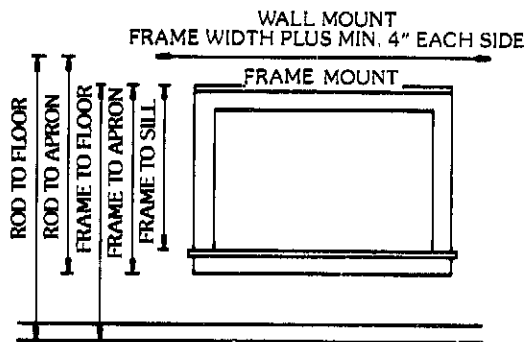 WALL MOUNT
FRAME WIDTH PLUS MIN. 4" EACH SIDE
FRAME MOUNT
ROD TO FLOOR
ROD TO APRON
FRAME TO FLOOR
FRAME TO APRON
FRAME TO SILL